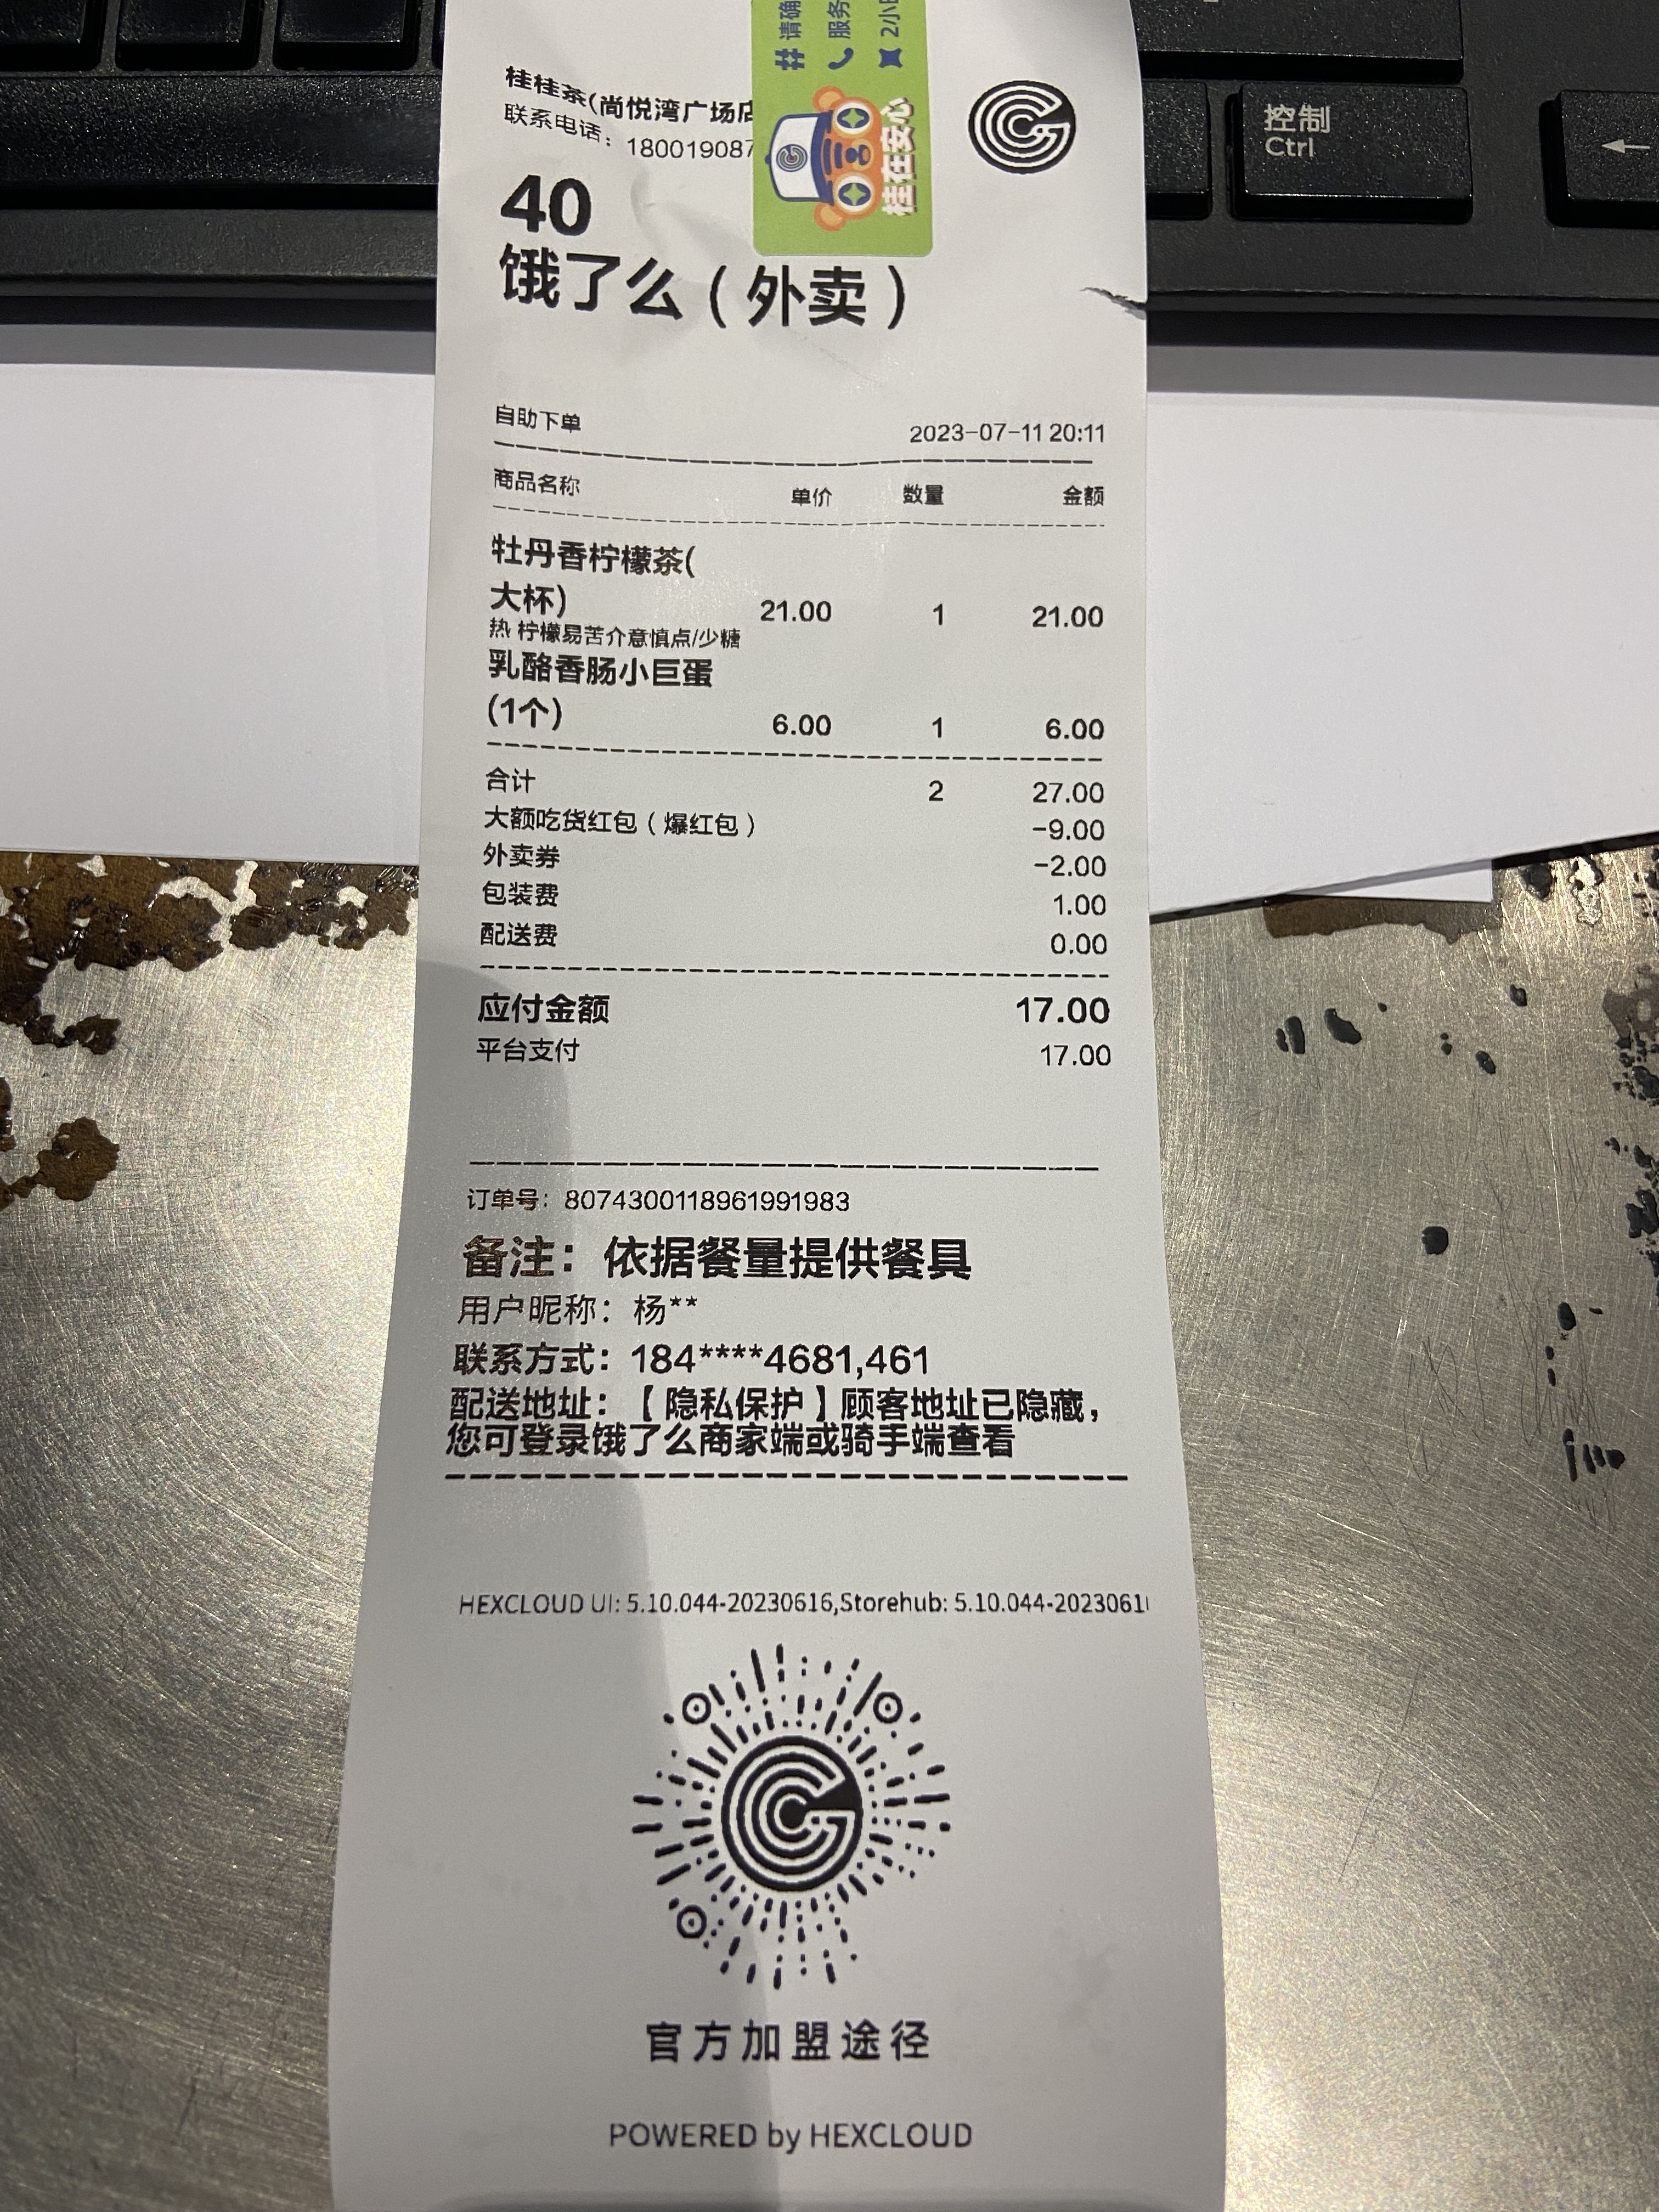 桂桂茶(尚悦湾广场店
联系电话：180019087
40
饿了么（外卖）
请确
服务
2小
桂在安心
控制
Ctrl
自助下单 2023-07-11 20:11
商品名称 单价 数量 金额
牡丹香柠檬茶(
大杯) 21.00 1 21.00
热 柠檬易苦介意慎点/少糖
乳酪香肠小巨蛋
(1个) 6.00 1 6.00
合计 2 27.00
大额吃货红包（爆红包） -9.00
外卖券 -2.00
包装费 1.00
配送费 0.00
应付金额 17.00
平台支付 17.00
订单号：8074300118961991983
备注：依据餐量提供餐具
用户昵称：杨**
联系方式：184****4681,461
配送地址：【隐私保护】顾客地址已隐藏，
您可登录饿了么商家端或骑手端查看
HEXCLOUD UI: 5.10.044-20230616,Storehub: 5.10.044-2023061
官方加盟途径
POWERED by HEXCLOUD